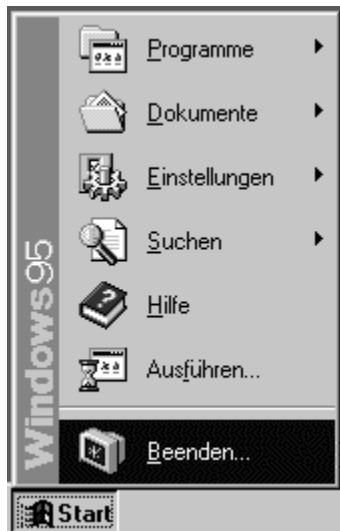 Programme
Dokumente
Einstellungen
Suchen
Hilfe
Ausführen...
Beenden...
Windows95
Start